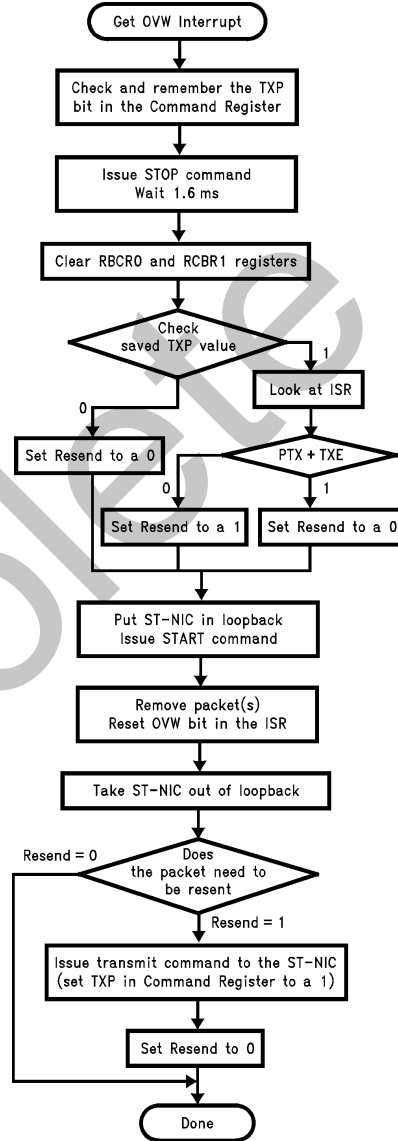 Get OVW Interrupt
Check and remember the TXP
bit in the Command Register
Issue STOP command
Wait 1.6 ms
Clear RBCR0 and RCBR1 registers
Check
saved TXP value
1
Look at ISR
0
Set Resend to a 0
PTX + TXE
0
1
Set Resend to a 1
Set Resend to a 0
Put ST-NIC in loopback
Issue START command
Remove packet(s)
Reset OVW bit in the ISR
Take ST-NIC out of loopback
Resend = 0
Does
the packet need to
be resent
Resend = 1
Issue transmit command to the ST-NIC
(set TXP in Command Register to a 1)
Set Resend to 0
Done
olete